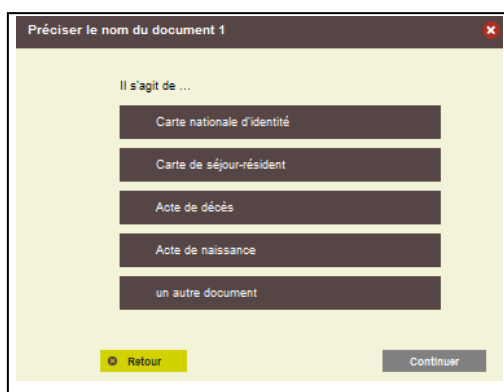 Préciser le nom du document 1
Il s'agit de ...
Carte nationale d'identité
Carte de séjour-résident
Acte de décès
Acte de naissance
un autre document
Retour
Continuer